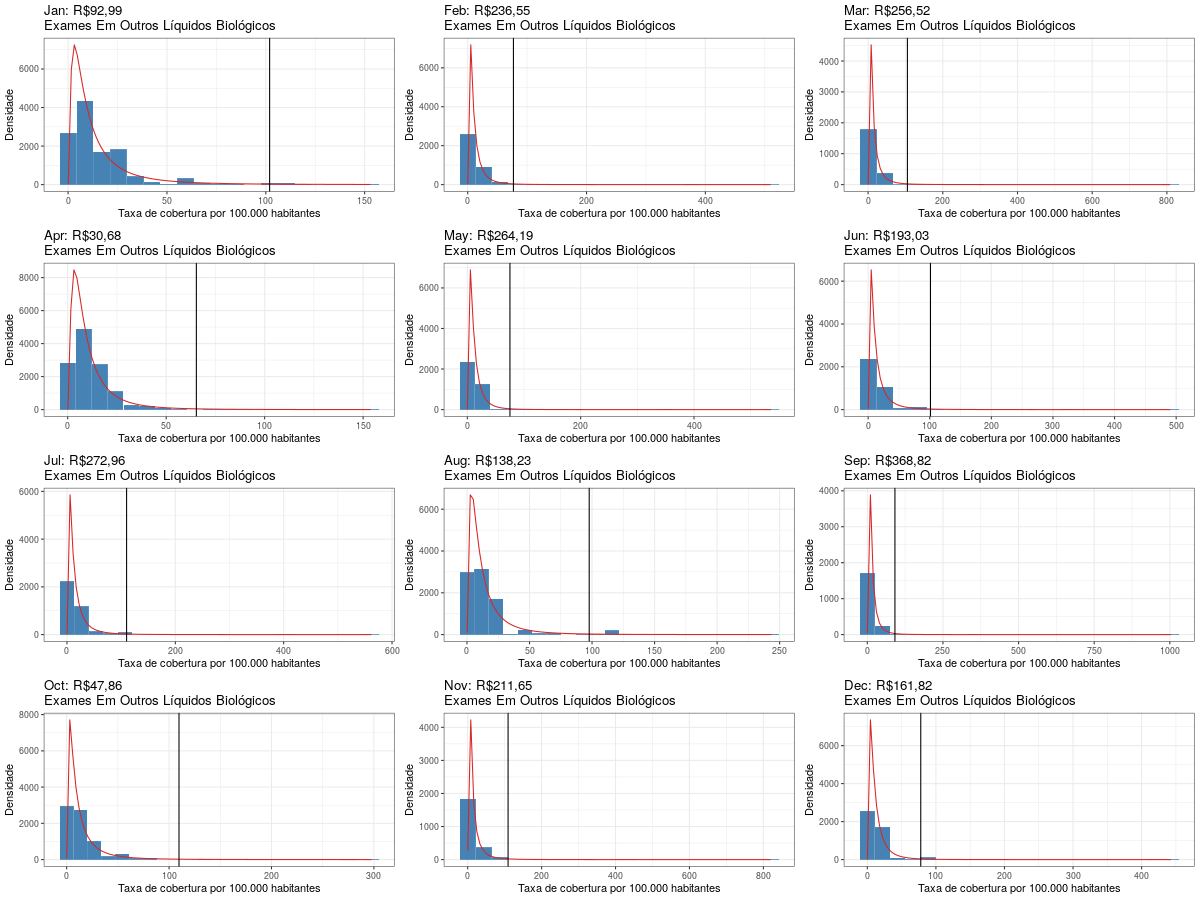 Jan: R$92,99
Exames Em Outros Líquidos Biológicos
Densidade
6000
4000
2000
0
0 50 100 150
Taxa de cobertura por 100.000 habitantes
Feb: R$236,55
Exames Em Outros Líquidos Biológicos
Densidade
6000
4000
2000
0
0 200 400
Taxa de cobertura por 100.000 habitantes
Mar: R$256,52
Exames Em Outros Líquidos Biológicos
Densidade
4000
3000
2000
1000
0
0 200 400 600 800
Taxa de cobertura por 100.000 habitantes
Apr: R$30,68
Exames Em Outros Líquidos Biológicos
Densidade
8000
6000
4000
2000
0
0 50 100 150
Taxa de cobertura por 100.000 habitantes
May: R$264,19
Exames Em Outros Líquidos Biológicos
Densidade
6000
4000
2000
0
0 200 400
Taxa de cobertura por 100.000 habitantes
Jun: R$193,03
Exames Em Outros Líquidos Biológicos
Densidade
6000
4000
2000
0
0 100 200 300 400 500
Taxa de cobertura por 100.000 habitantes
Jul: R$272,96
Exames Em Outros Líquidos Biológicos
Densidade
6000
4000
2000
0
0 200 400 600
Taxa de cobertura por 100.000 habitantes
Aug: R$138,23
Exames Em Outros Líquidos Biológicos
Densidade
6000
4000
2000
0
0 50 100 150 200 250
Taxa de cobertura por 100.000 habitantes
Sep: R$368,82
Exames Em Outros Líquidos Biológicos
Densidade
4000
3000
2000
1000
0
0 250 500 750 1000
Taxa de cobertura por 100.000 habitantes
Oct: R$47,86
Exames Em Outros Líquidos Biológicos
Densidade
8000
6000
4000
2000
0
0 100 200 300
Taxa de cobertura por 100.000 habitantes
Nov: R$211,65
Exames Em Outros Líquidos Biológicos
Densidade
4000
3000
2000
1000
0
0 200 400 600 800
Taxa de cobertura por 100.000 habitantes
Dec: R$161,82
Exames Em Outros Líquidos Biológicos
Densidade
6000
4000
2000
0
0 100 200 300 400
Taxa de cobertura por 100.000 habitantes